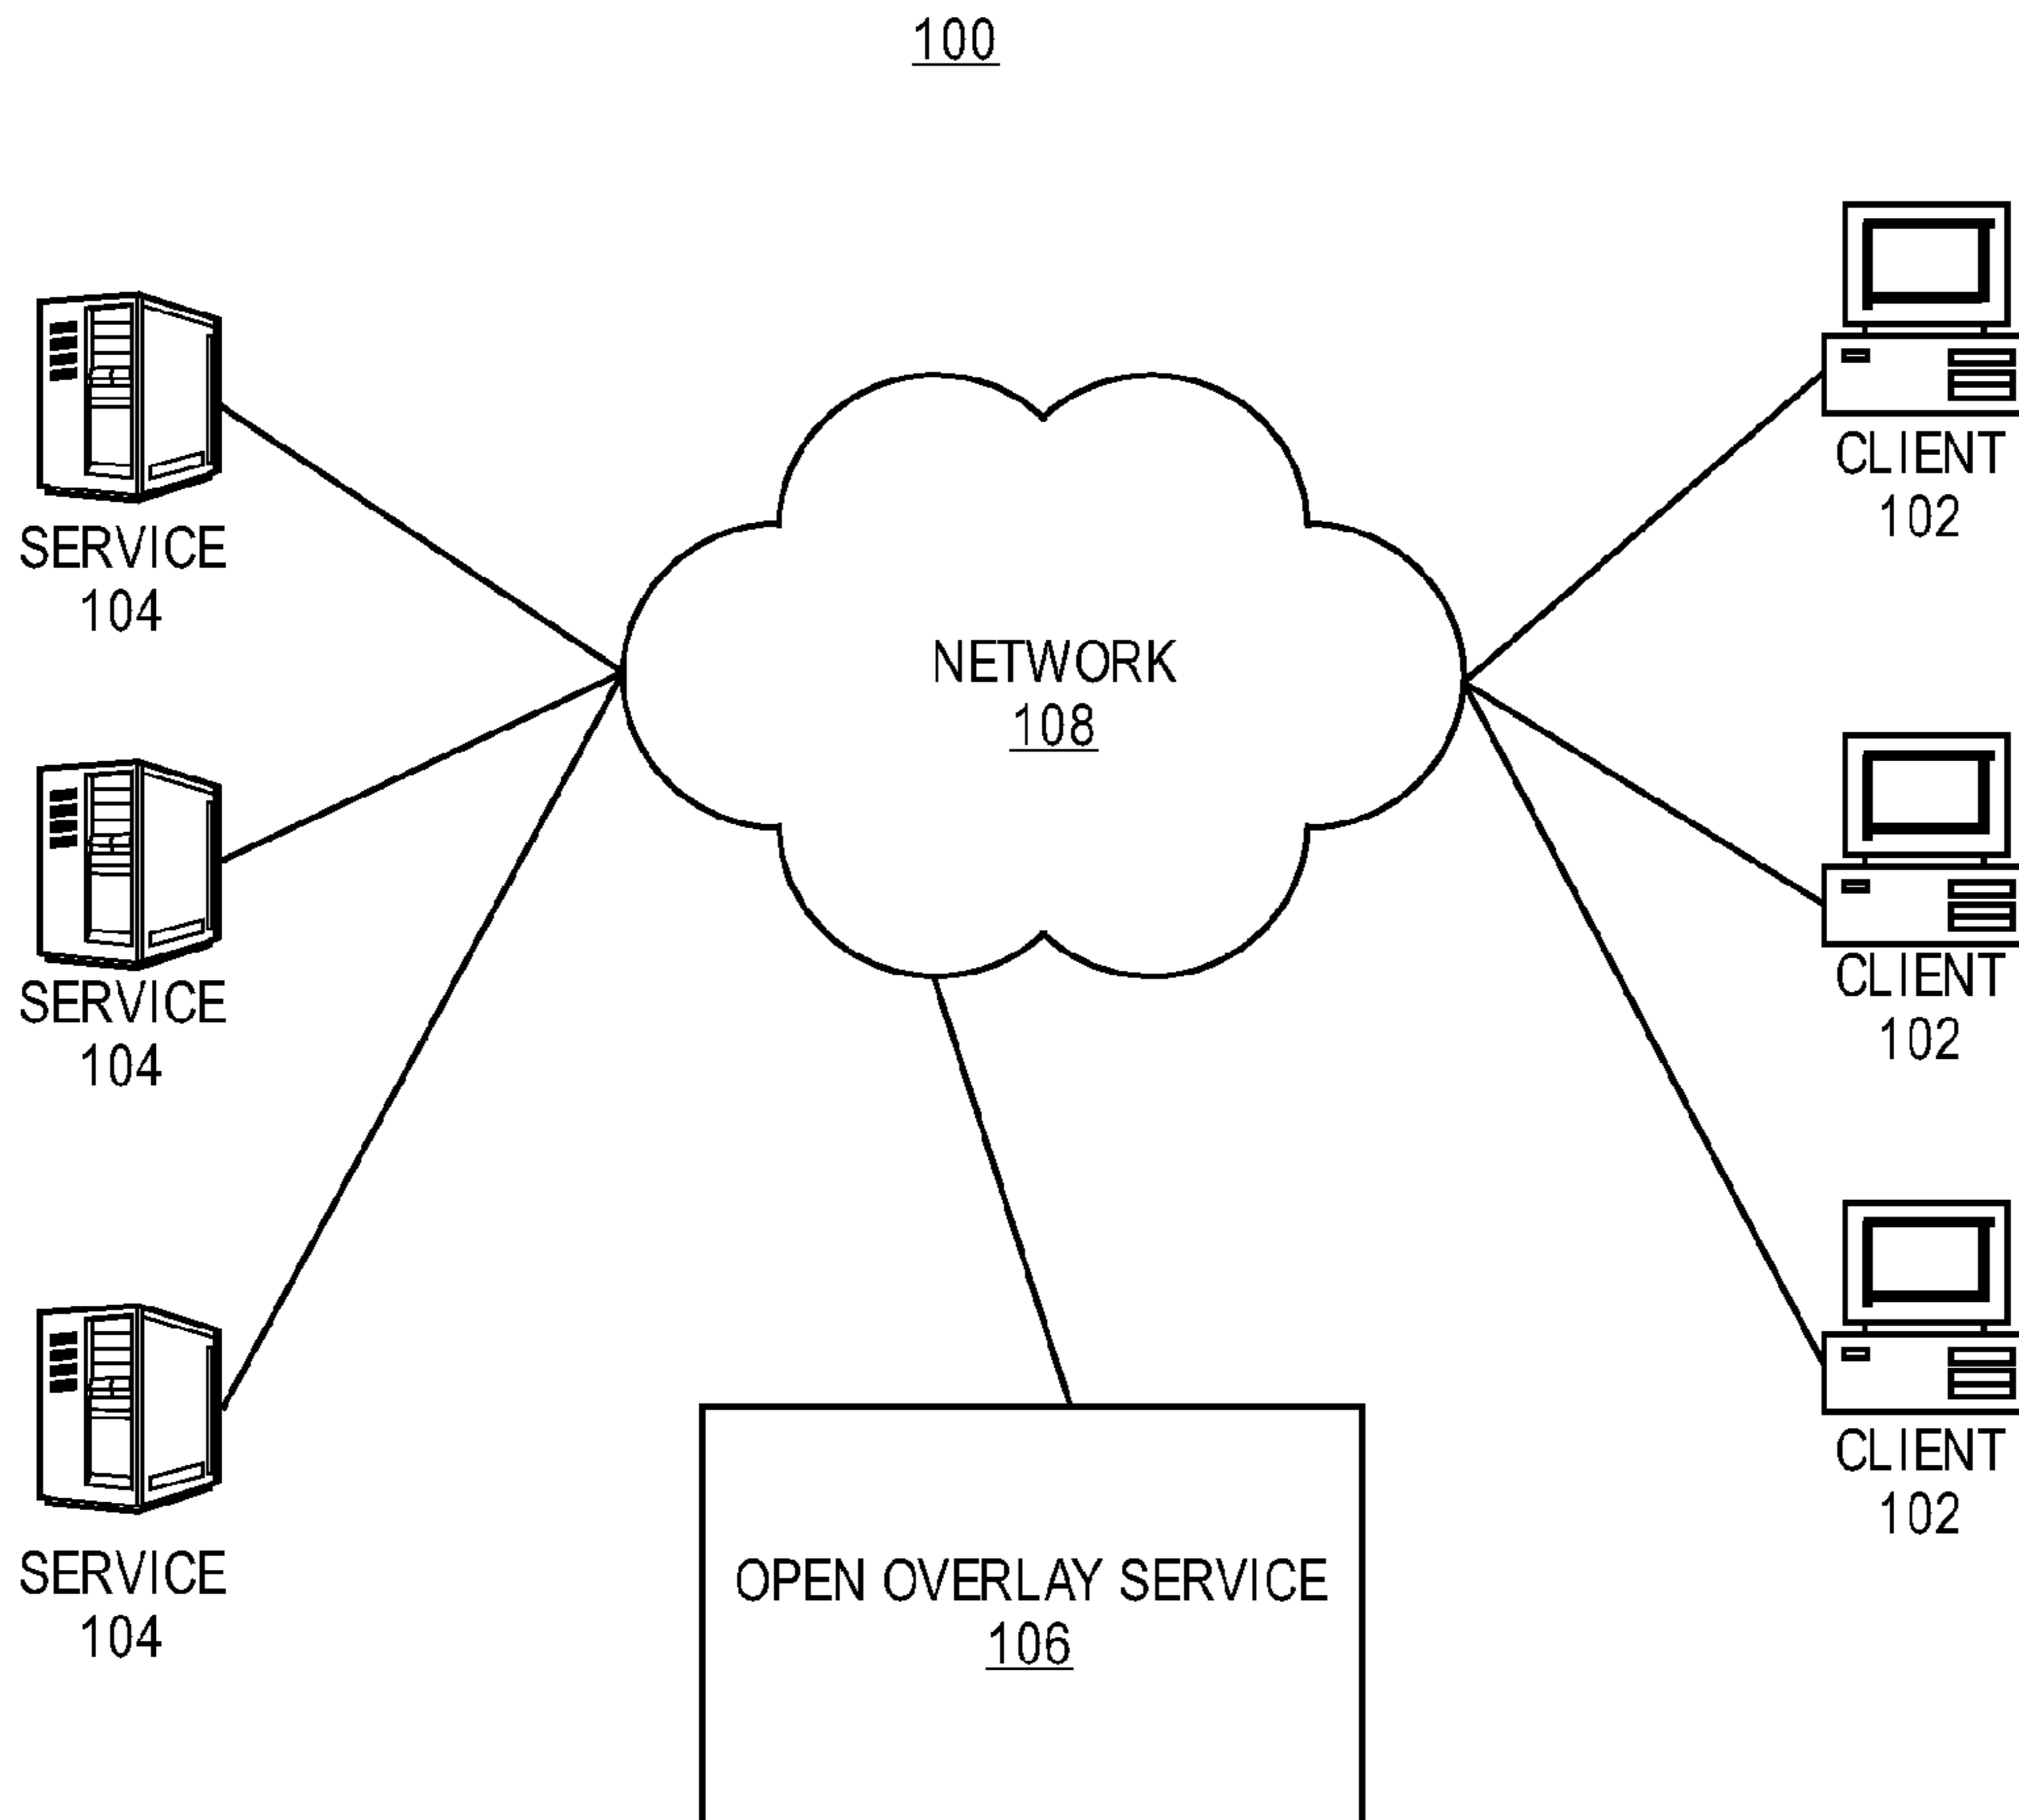 100
SERVICE
104
SERVICE
104
SERVICE
104
NETWORK
108
OPEN OVERLAY SERVICE
106
CLIENT
102
CLIENT
102
CLIENT
102